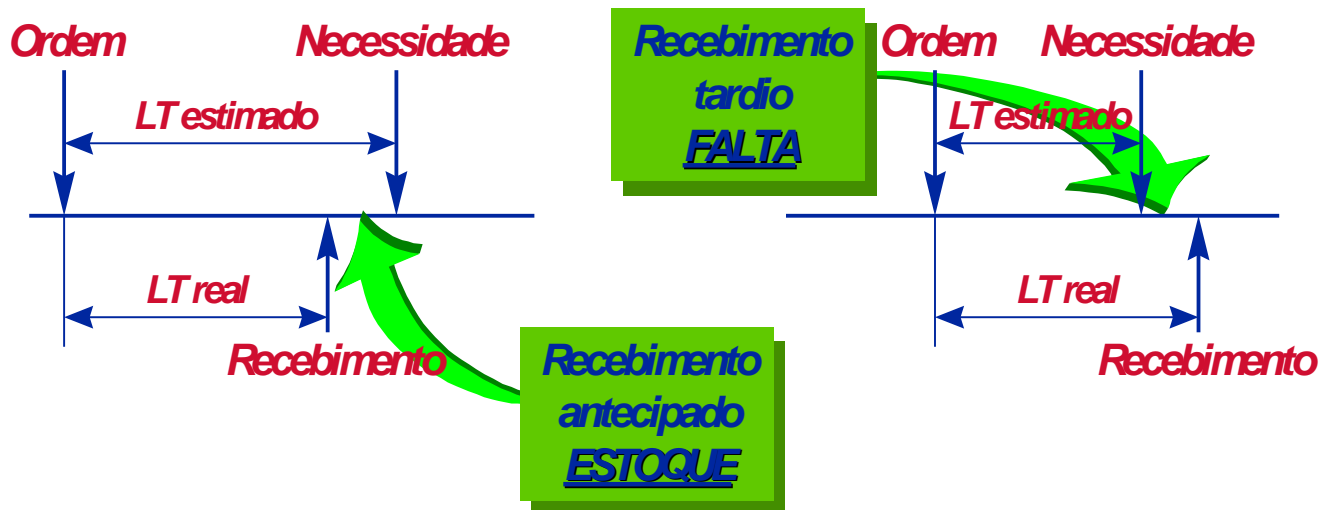 Ordem
Necessidade
LT estimado
LT real
Recebimento
Recebimento
antecipado
ESTOQUE
Recebimento
tardio
FALTA
Ordem
Necessidade
LT estimado
LT real
Recebimento